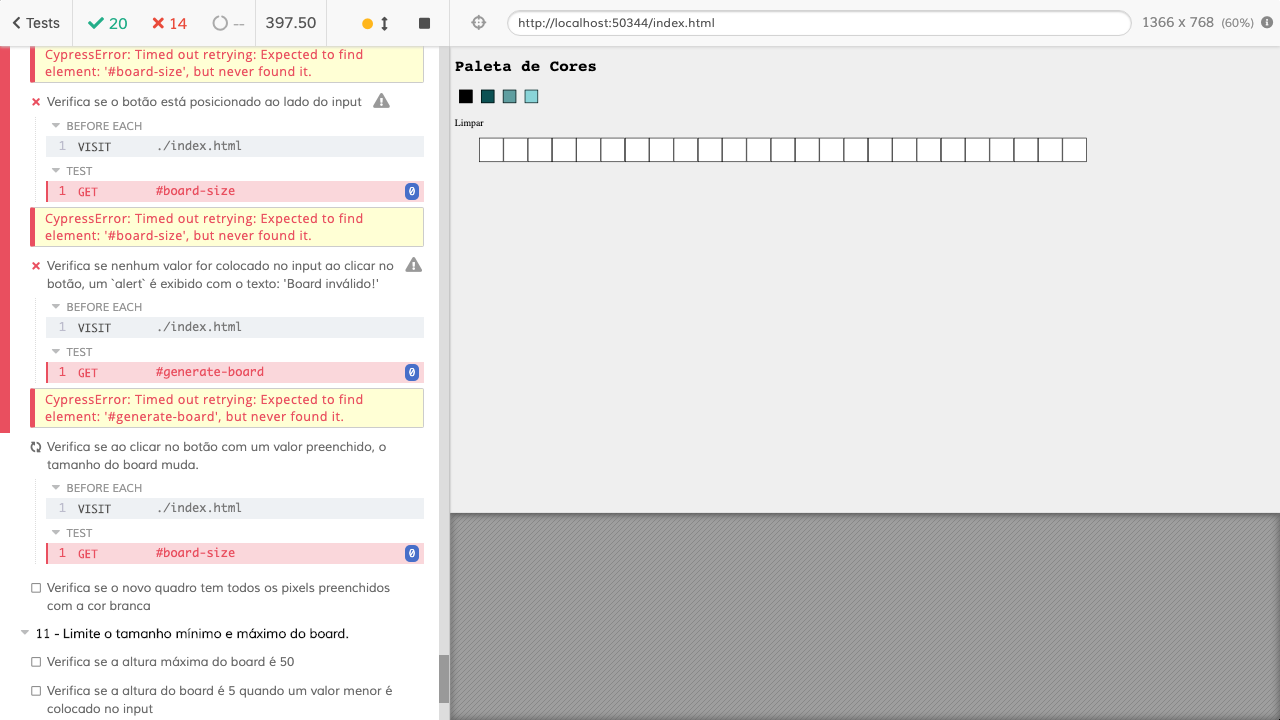 Tests
20
14
--
397.50
http://localhost:50344/index.html
1366 x 768 (60%)
CypressError: Timed out retrying: Expected to find
element: '#board-size', but never found it.
Verifica se o botão está posicionado ao lado do input
BEFORE EACH
1 VISIT ./index.html
TEST
1 GET #board-size 0
CypressError: Timed out retrying: Expected to find
element: '#board-size', but never found it.
Verifica se nenhum valor for colocado no input ao clicar no
botão, um `alert` é exibido com o texto: 'Board inválido!'
BEFORE EACH
1 VISIT ./index.html
TEST
1 GET #generate-board 0
CypressError: Timed out retrying: Expected to find
element: '#generate-board', but never found it.
Verifica se ao clicar no botão com um valor preenchido, o
tamanho do board muda.
BEFORE EACH
1 VISIT ./index.html
TEST
1 GET #board-size 0
Verifica se o novo quadro tem todos os pixels preenchidos
com a cor branca
11 - Limite o tamanho mínimo e máximo do board.
Verifica se a altura máxima do board é 50
Verifica se a altura do board é 5 quando um valor menor é
colocado no input
Paleta de Cores
Limpar